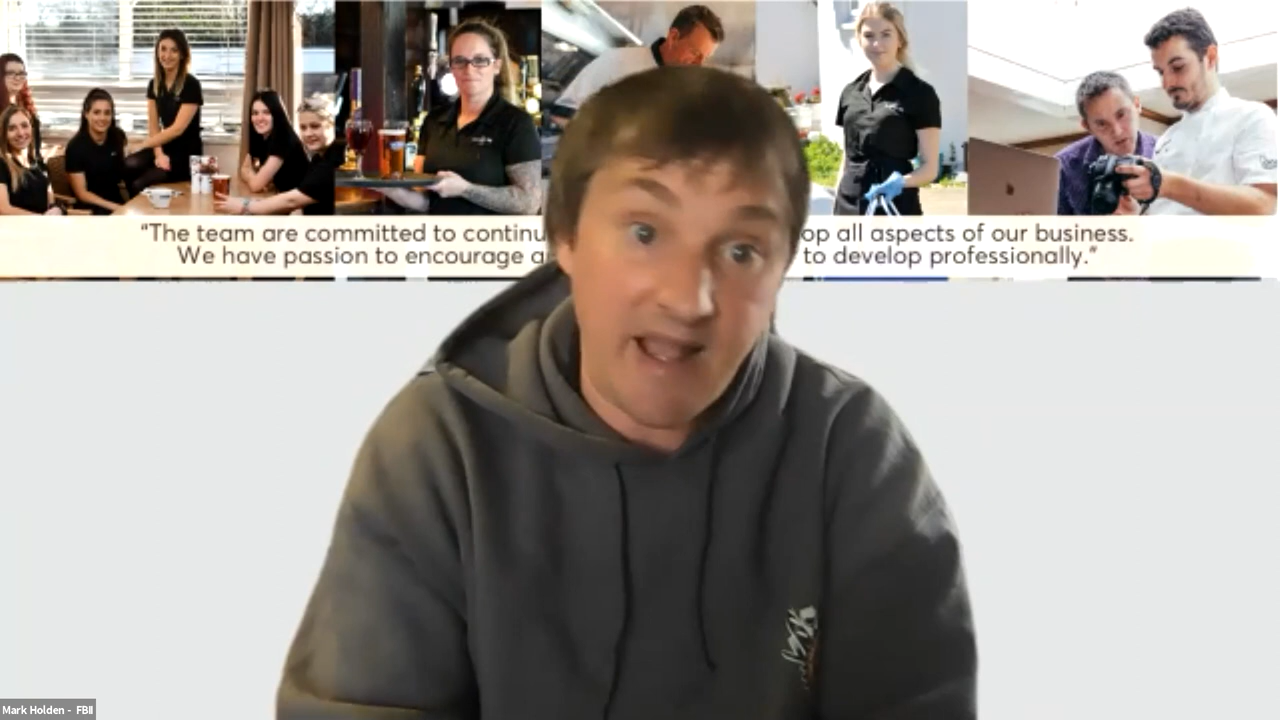 "The team are committed to continu op all aspects of our business.
We have passion to encourage a to develop professionally."
Mark Holden - FBII